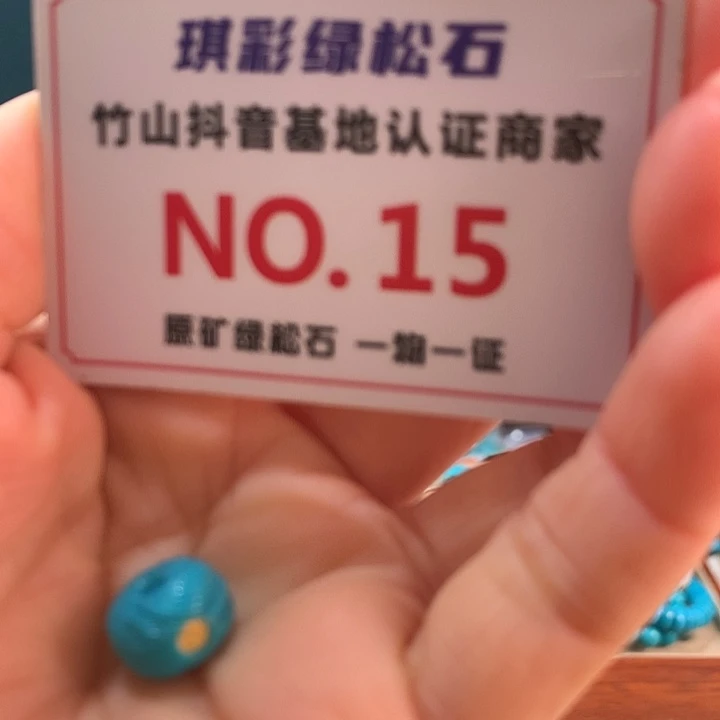 琪彩绿松石
竹山抖音基地认证商家
NO.15
原矿绿松石 一物一证